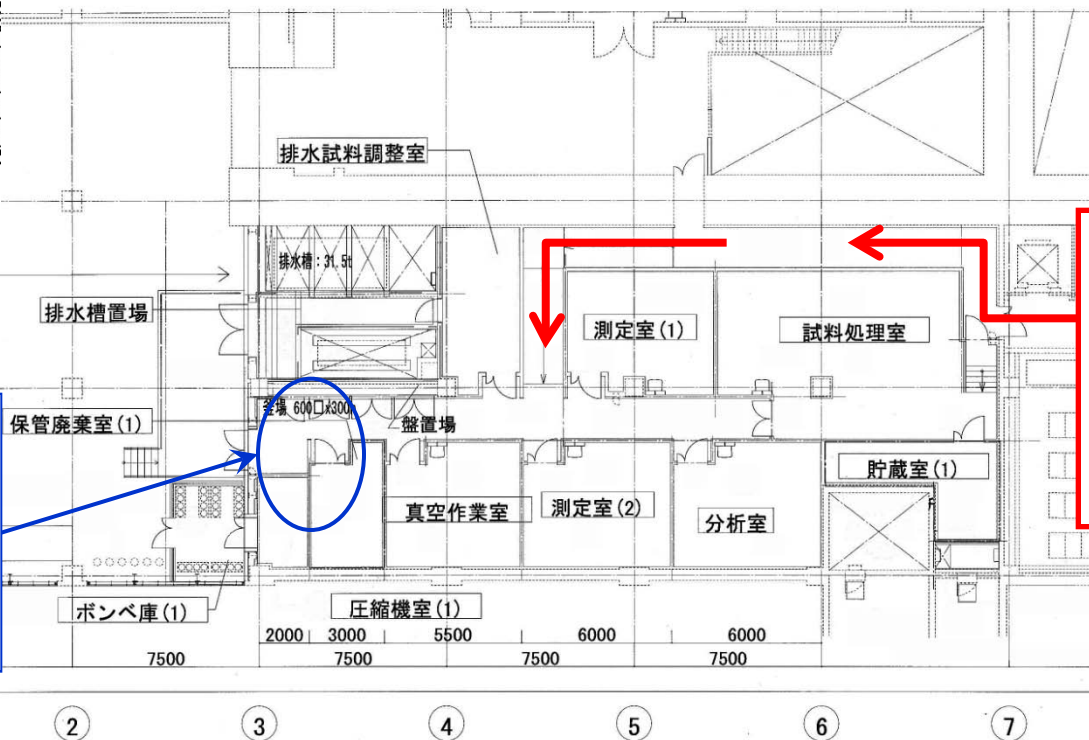 排水試料調整室
排水槽：31.5t
排水槽置場
測定室(1)
試料処理室
保管廃棄室(1)
釜場 600□x300
盤置場
貯蔵室(1)
真空作業室
測定室(2)
分析室
ボンベ庫(1)
圧縮機室(1)
2000 3000 5500 6000 6000
7500 7500 7500 7500
2 3 4 5 6 7